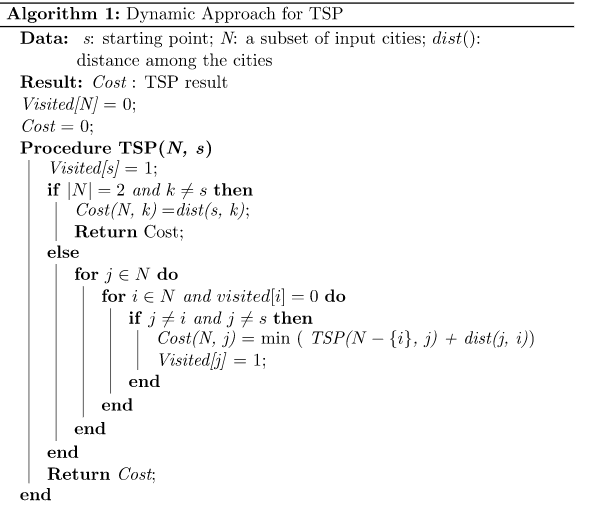 Algorithm 1: Dynamic Approach for TSP
Data: s: starting point; N: a subset of input cities; dist():
distance among the cities
Result: Cost : TSP result
Visited[N] = 0;
Cost = 0;
Procedure TSP(N, s)
Visited[s] = 1;
if |N| = 2 and k ≠ s then
Cost(N, k) =dist(s, k);
Return Cost;
else
for j ∈ N do
for i ∈ N and visited[i] = 0 do
if j ≠ i and j ≠ s then
Cost(N, j) = min ( TSP(N − {i}, j) + dist(j, i))
Visited[j] = 1;
end
end
end
end
Return Cost;
end